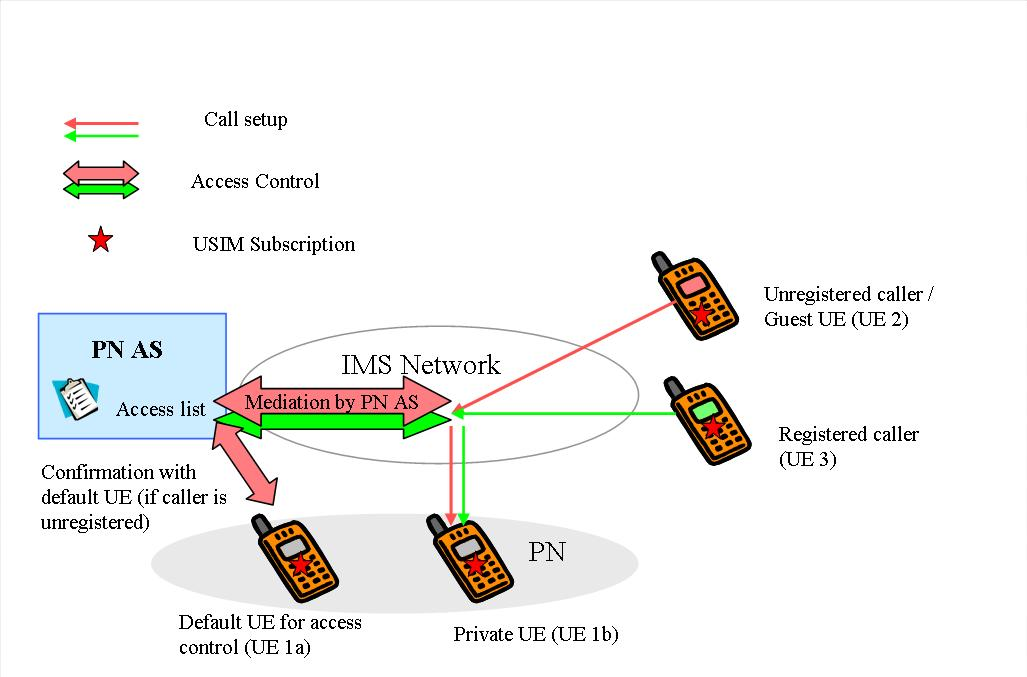 Call setup
Access Control
USIM Subscription
Unregistered caller /
Guest UE (UE 2)
PN AS
Access list
IMS Network
Mediation by PN AS
Registered caller
(UE 3)
Confirmation with
default UE (if caller is
unregistered)
PN
Default UE for access
control (UE 1a)
Private UE (UE 1b)